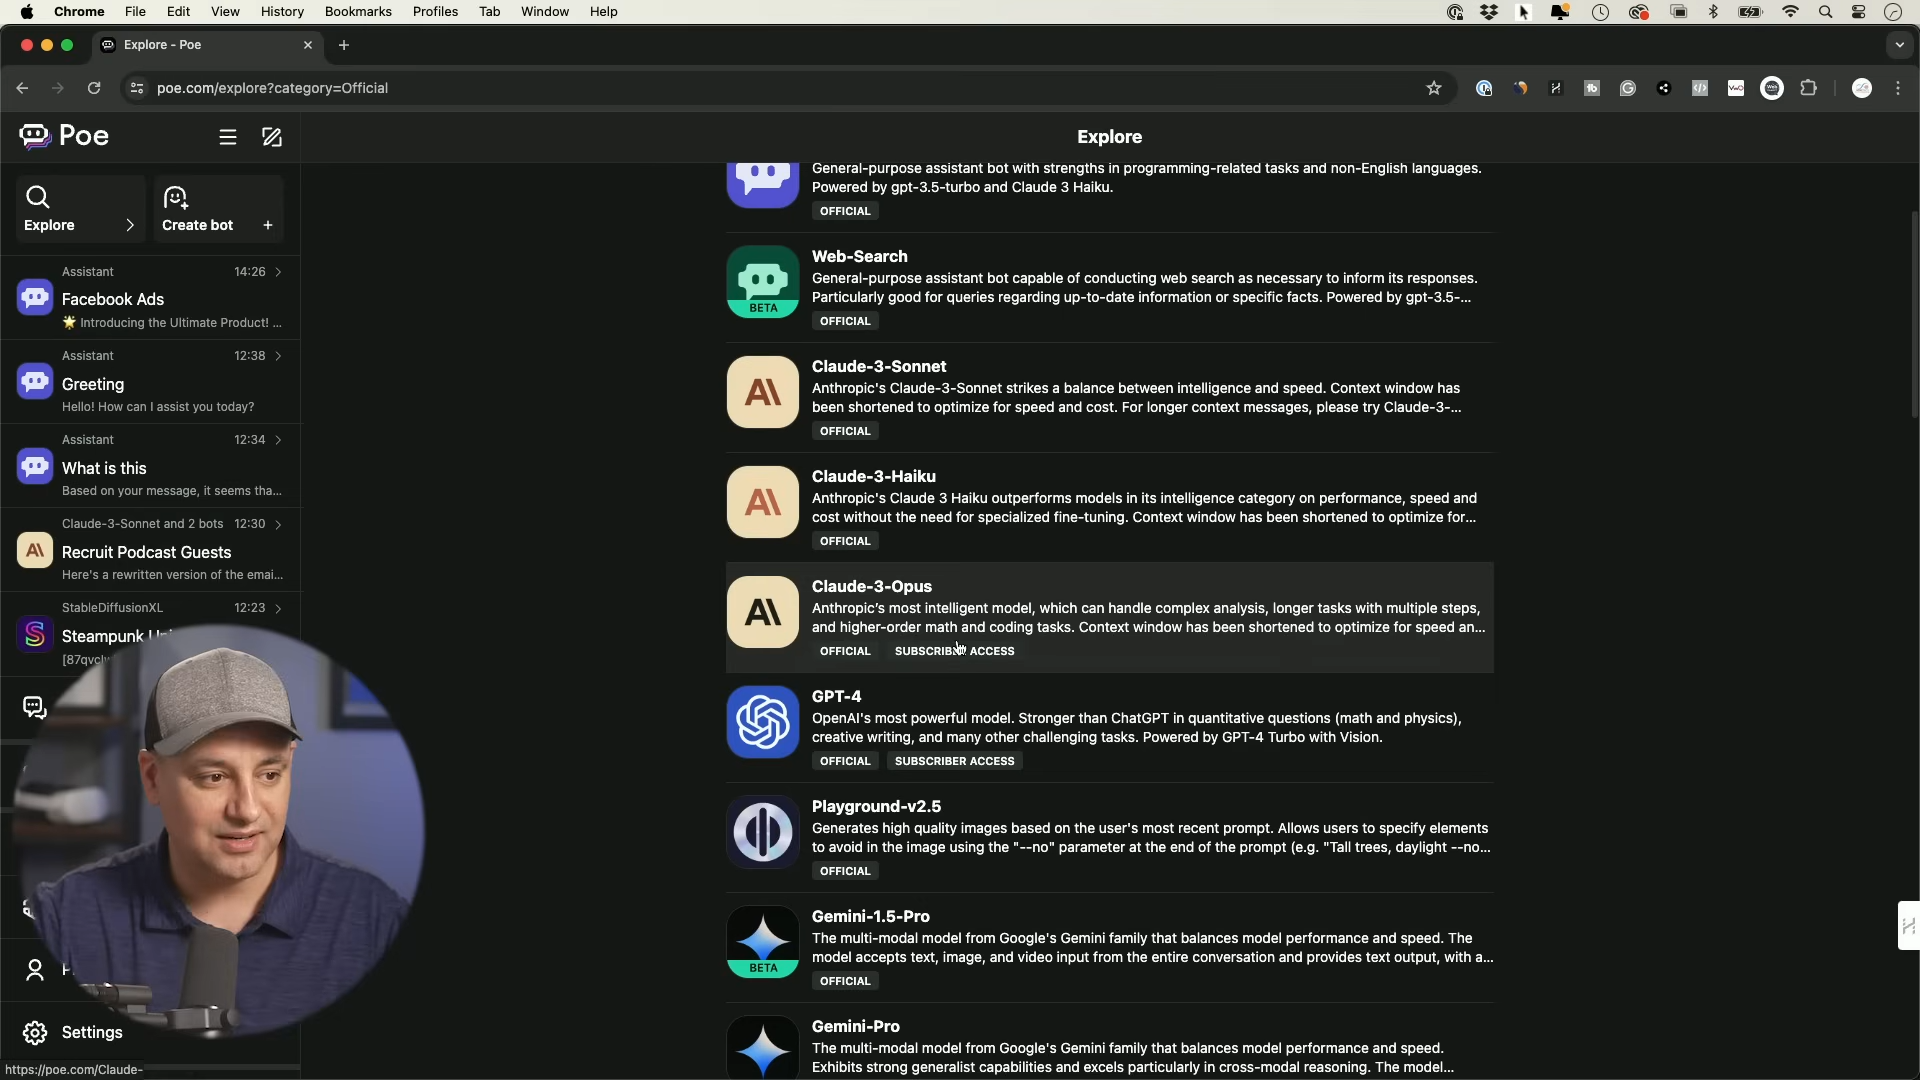 Chrome File Edit View History Bookmarks Profiles Tab Window Help
Explore - Poe
poe.com/explore?category=Official
Poe
Explore
Create bot +
Assistant 14:26
Facebook Ads
🌟 Introducing the Ultimate Product! ...
Assistant 12:38
Greeting
Hello! How can I assist you today?
Assistant 12:34
What is this
Based on your message, it seems tha...
Claude-3-Sonnet and 2 bots 12:30
Recruit Podcast Guests
Here's a rewritten version of the emai...
StableDiffusionXL 12:23
Steampunk
Settings
https://poe.com/Claude-
Explore
General-purpose assistant bot with strengths in programming-related tasks and non-English languages.
Powered by gpt-3.5-turbo and Claude 3 Haiku.
OFFICIAL
Web-Search
General-purpose assistant bot capable of conducting web search as necessary to inform its responses.
Particularly good for queries regarding up-to-date information or specific facts. Powered by gpt-3.5-...
BETA
OFFICIAL
Claude-3-Sonnet
Anthropic's Claude-3-Sonnet strikes a balance between intelligence and speed. Context window has
been shortened to optimize for speed and cost. For longer context messages, please try Claude-3-...
OFFICIAL
Claude-3-Haiku
Anthropic's Claude 3 Haiku outperforms models in its intelligence category on performance, speed and
cost without the need for specialized fine-tuning. Context window has been shortened to optimize for...
OFFICIAL
Claude-3-Opus
Anthropic's most intelligent model, which can handle complex analysis, longer tasks with multiple steps,
and higher-order math and coding tasks. Context window has been shortened to optimize for speed an...
OFFICIAL SUBSCRIBER ACCESS
GPT-4
OpenAI's most powerful model. Stronger than ChatGPT in quantitative questions (math and physics),
creative writing, and many other challenging tasks. Powered by GPT-4 Turbo with Vision.
OFFICIAL SUBSCRIBER ACCESS
Playground-v2.5
Generates high quality images based on the user's most recent prompt. Allows users to specify elements
to avoid in the image using the "--no" parameter at the end of the prompt (e.g. "Tall trees, daylight --no...
OFFICIAL
Gemini-1.5-Pro
The multi-modal model from Google's Gemini family that balances model performance and speed. The
model accepts text, image, and video input from the entire conversation and provides text output, with a...
BETA
OFFICIAL
Gemini-Pro
The multi-modal model from Google's Gemini family that balances model performance and speed.
Exhibits strong generalist capabilities and excels particularly in cross-modal reasoning. The model...